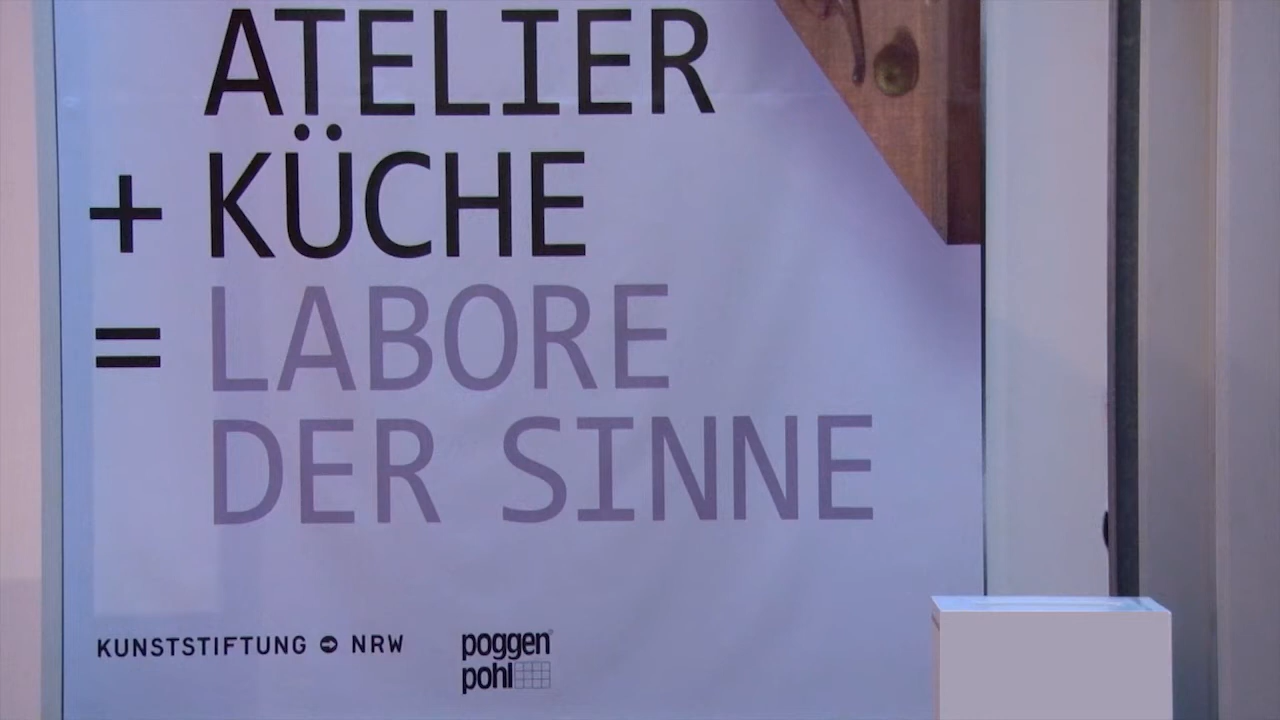 ATELIER
+ KÜCHE
= LABORE
DER SINNE
KUNSTSTIFTUNG ➲ NRW
poggen®
pohl